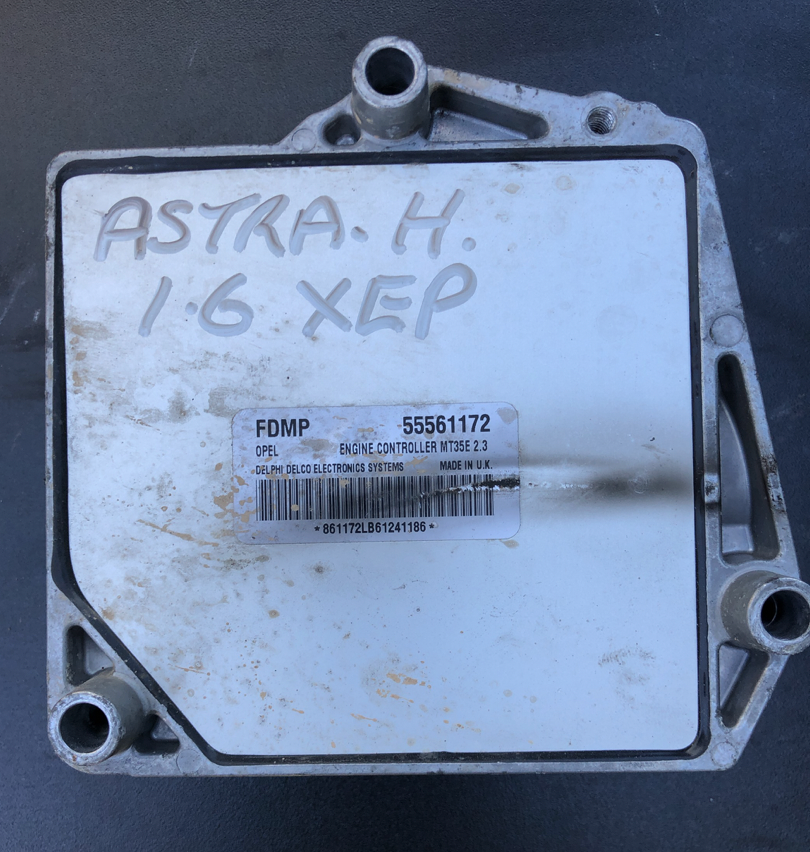 ASTRA. H.
1.6 XEP
FDMP 55561172
OPEL ENGINE CONTROLLER MT35E 2.3
DELPHI DELCO ELECTRONICS SYSTEMS MADE IN U.K.
*861172LB61241186*